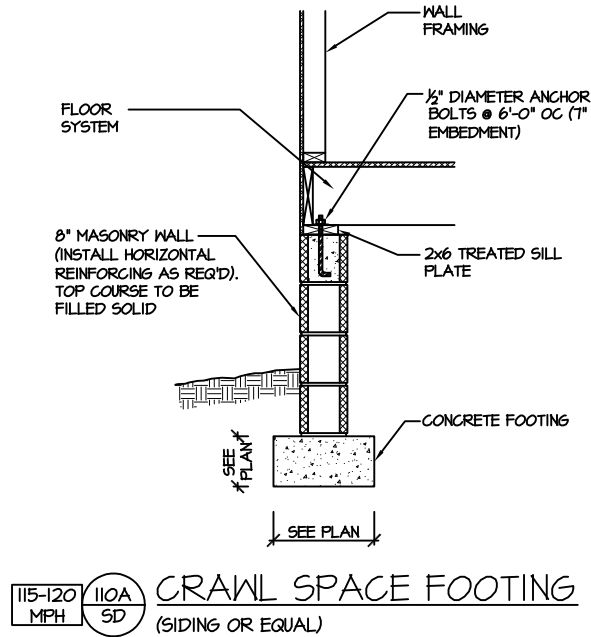 WALL
FRAMING
FLOOR
SYSTEM
½" DIAMETER ANCHOR
BOLTS @ 6'-0" OC (7"
EMBEDMENT)
8" MASONRY WALL
(INSTALL HORIZONTAL
REINFORCING AS REQ'D).
TOP COURSE TO BE
FILLED SOLID
2x6 TREATED SILL
PLATE
CONCRETE FOOTING
SEE
PLAN
SEE PLAN
115-120
MPH
110A
SD
CRAWL SPACE FOOTING
(SIDING OR EQUAL)